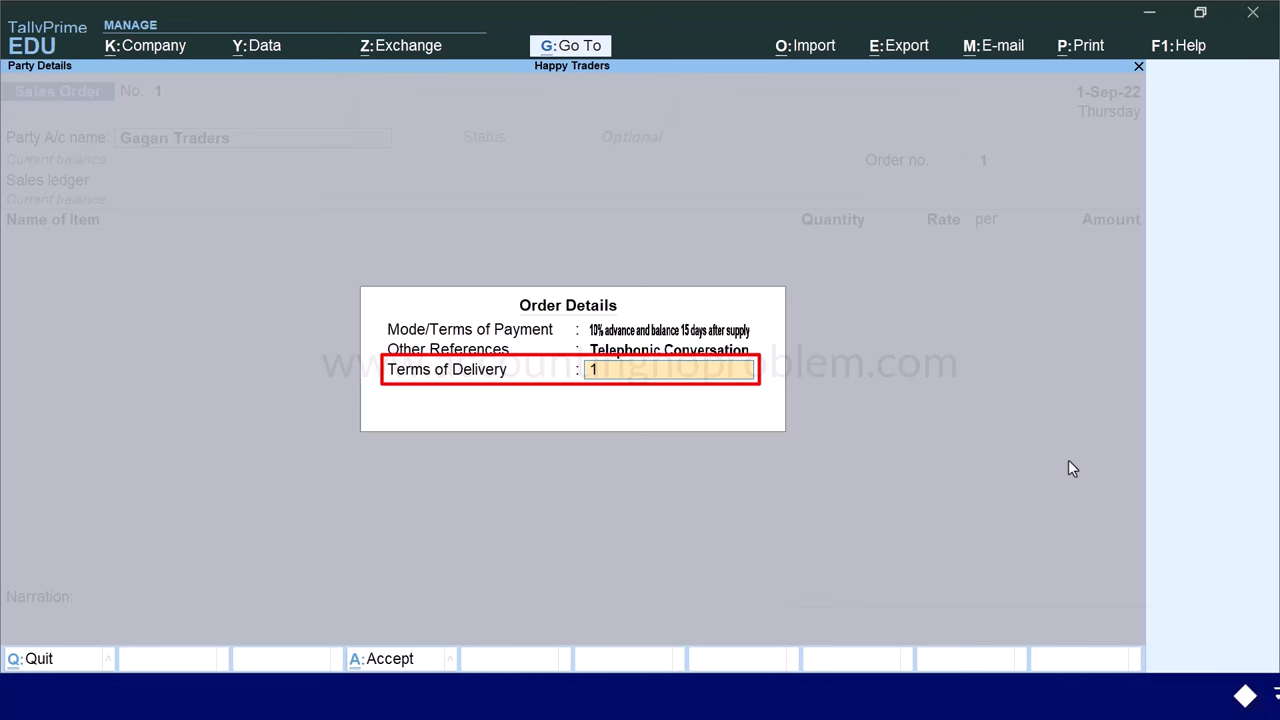 TallyPrime MANAGE
EDU K:Company Y:Data Z:Exchange G:Go To O:Import E:Export M:E-mail P:Print F1:Help
Party Details Happy Traders
Sales Order No. 1 1-Sep-22
Thursday
Party A/c name: Gagan Traders Status Optional
Current balance
Order no. : 1
Sales ledger
Current balance
Name of Item Quantity Rate per Amount
Order Details
Mode/Terms of Payment : 10% advance and balance 15 days after supply
Other References : Telephonic Conversation
Terms of Delivery : 1
Narration:
Q:Quit A:Accept